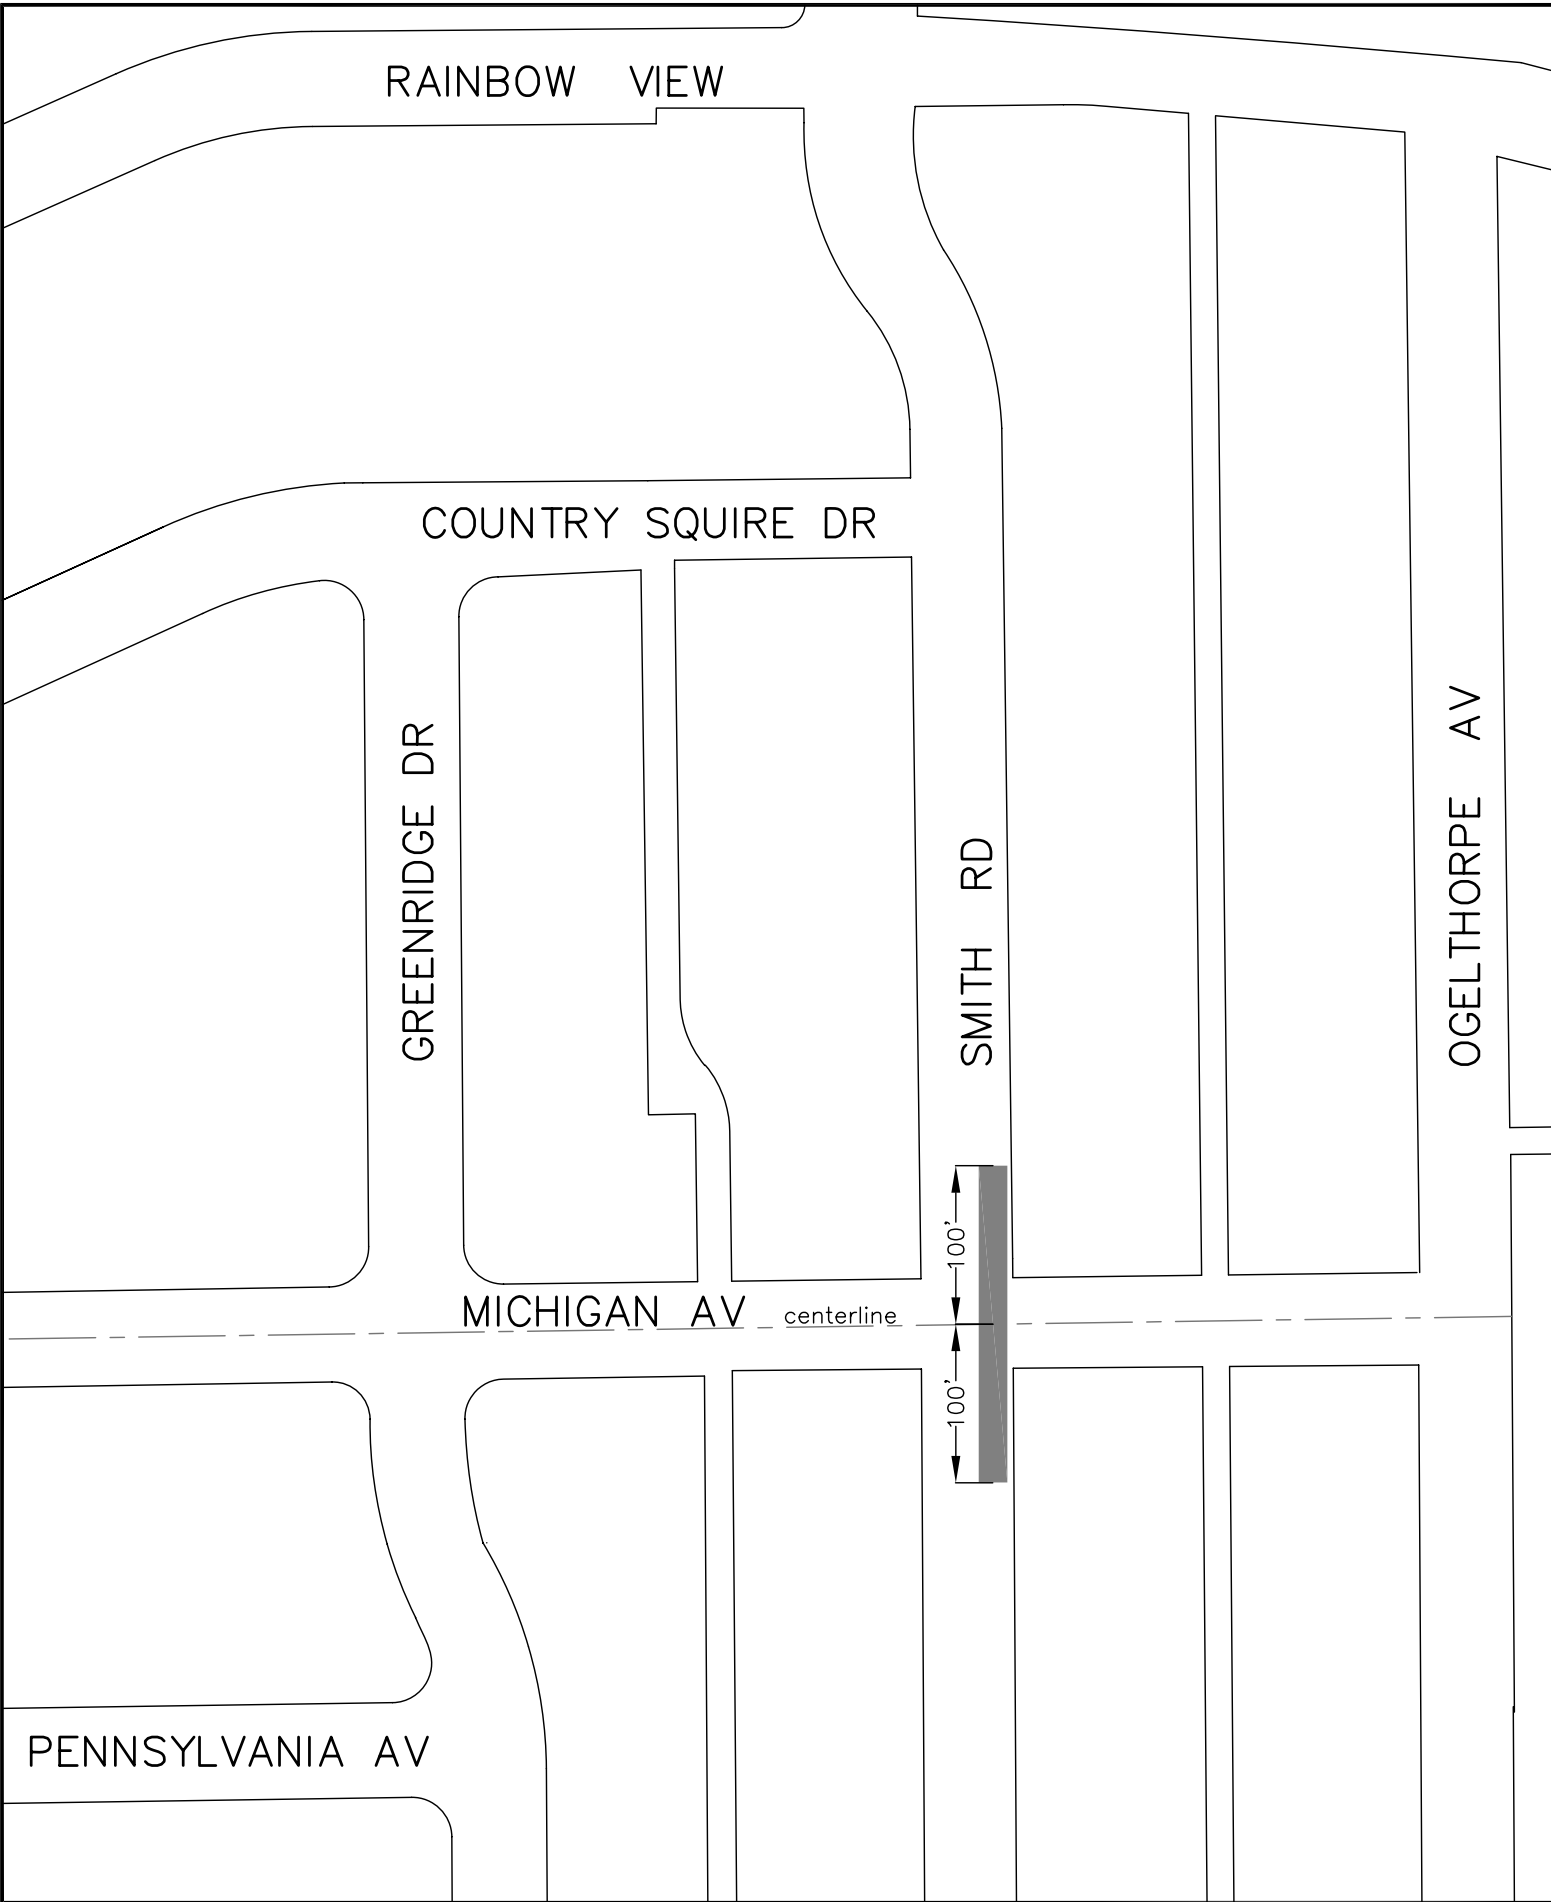 RAINBOW VIEW
COUNTRY SQUIRE DR
GREENRIDGE DR
SMITH RD
OGELTHORPE AV
100'
MICHIGAN AV
centerline
100'
PENNSYLVANIA AV